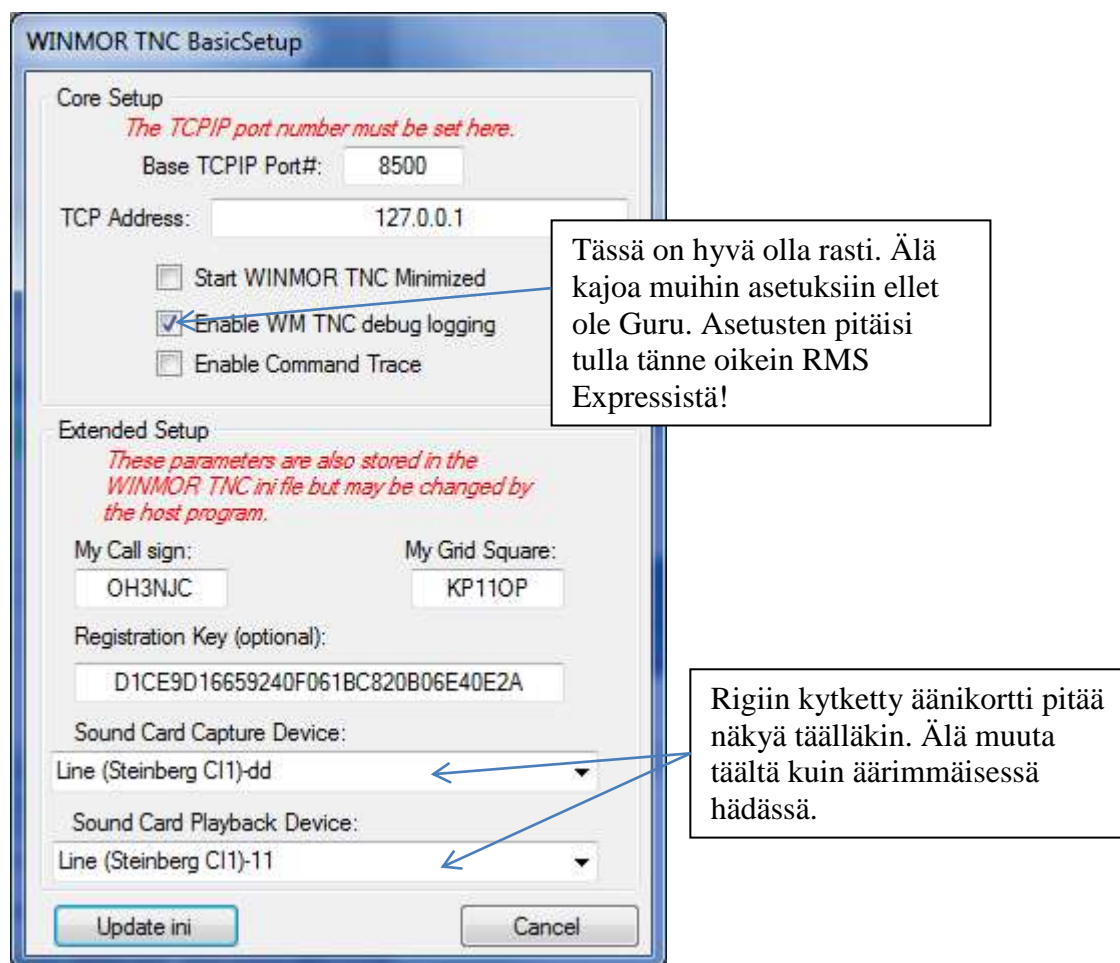 WINMOR TNC BasicSetup
Core Setup
The TCPIP port number must be set here.
Base TCPIP Port#: 8500
TCP Address: 127.0.0.1
Start WINMOR TNC Minimized
Enable WM TNC debug logging
Enable Command Trace
Tässä on hyvä olla rasti. Älä
kajoa muihin asetuksiin ellet
ole Guru. Asetusten pitäisi
tulla tänne oikein RMS
Expressistä!
Extended Setup
These parameters are also stored in the
WINMOR TNC ini fle but may be changed by
the host program.
My Call sign: My Grid Square:
OH3NJC KP11OP
Registration Key (optional):
D1CE9D16659240F061BC820B06E40E2A
Sound Card Capture Device:
Line (Steinberg CI1)-dd
Sound Card Playback Device:
Line (Steinberg CI1)-11
Rigiin kytketty äänikortti pitää
näkyä täälläkin. Älä muuta
täältä kuin äärimmäisessä
hädässä.
Update ini Cancel